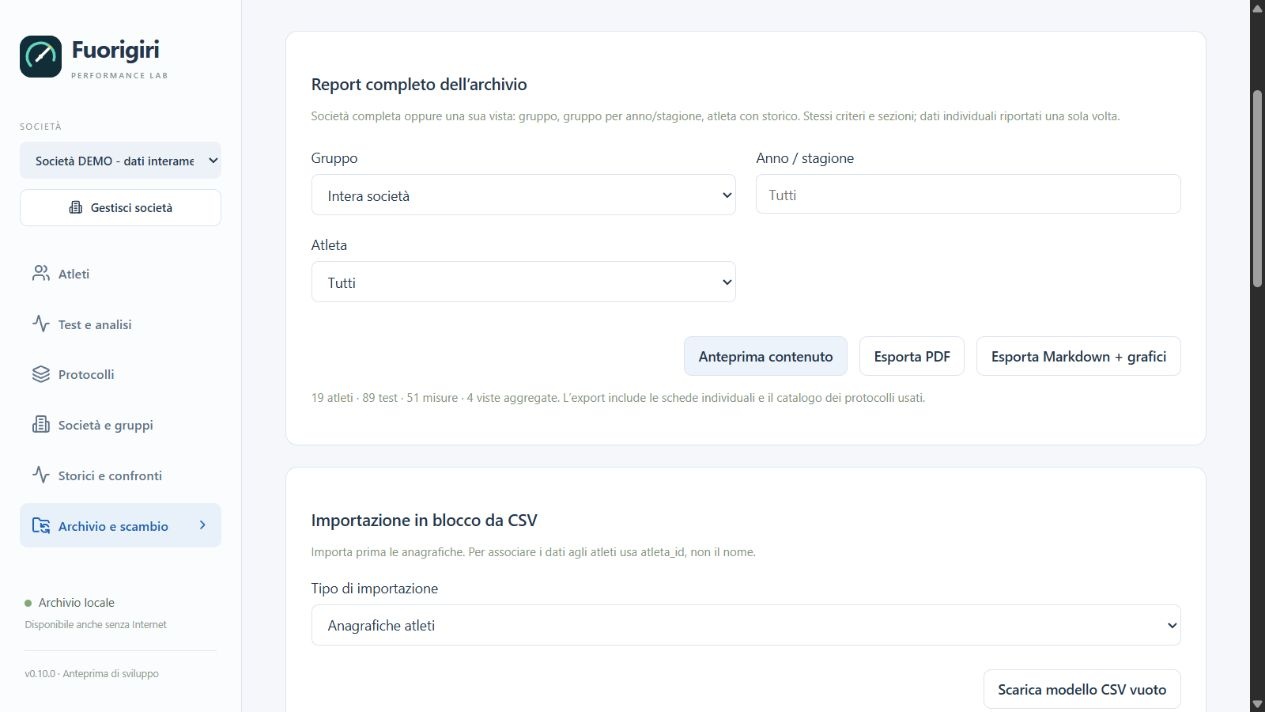 Fuorigiri
PERFORMANCE LAB
SOCIETÀ
Società DEMO - dati interame
Gestisci società
Atleti
Test e analisi
Protocolli
Società e gruppi
Storici e confronti
Archivio e scambio
Archivio locale
Disponibile anche senza Internet
v0.10.0 · Anteprima di sviluppo
Report completo dell'archivio
Società completa oppure una sua vista: gruppo, gruppo per anno/stagione, atleta con storico. Stessi criteri e sezioni; dati individuali riportati una sola volta.
Gruppo
Anno / stagione
Intera società
Tutti
Atleta
Tutti
Anteprima contenuto
Esporta PDF
Esporta Markdown + grafici
19 atleti · 89 test · 51 misure · 4 viste aggregate. L'export include le schede individuali e il catalogo dei protocolli usati.
Importazione in blocco da CSV
Importa prima le anagrafiche. Per associare i dati agli atleti usa atleta_id, non il nome.
Tipo di importazione
Anagrafiche atleti
Scarica modello CSV vuoto